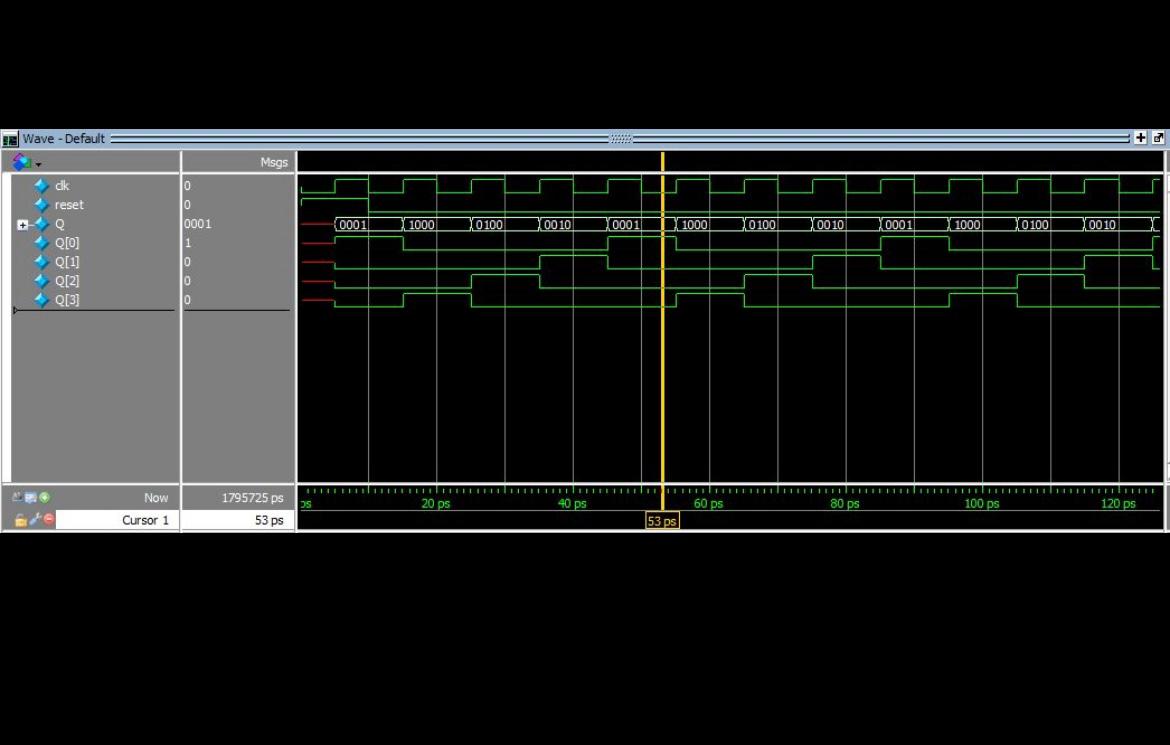 Wave - Default
Msgs
clk 0
reset 0
Q 0001 0001 1000 0100 0010 0001 1000 0100 0010 0001 1000 0100 0010
Q[0] 1
Q[1] 0
Q[2] 0
Q[3] 0
Now 1795725 ps ps 20 ps 40 ps 60 ps 80 ps 100 ps 120 ps
Cursor 1 53 ps 53 ps